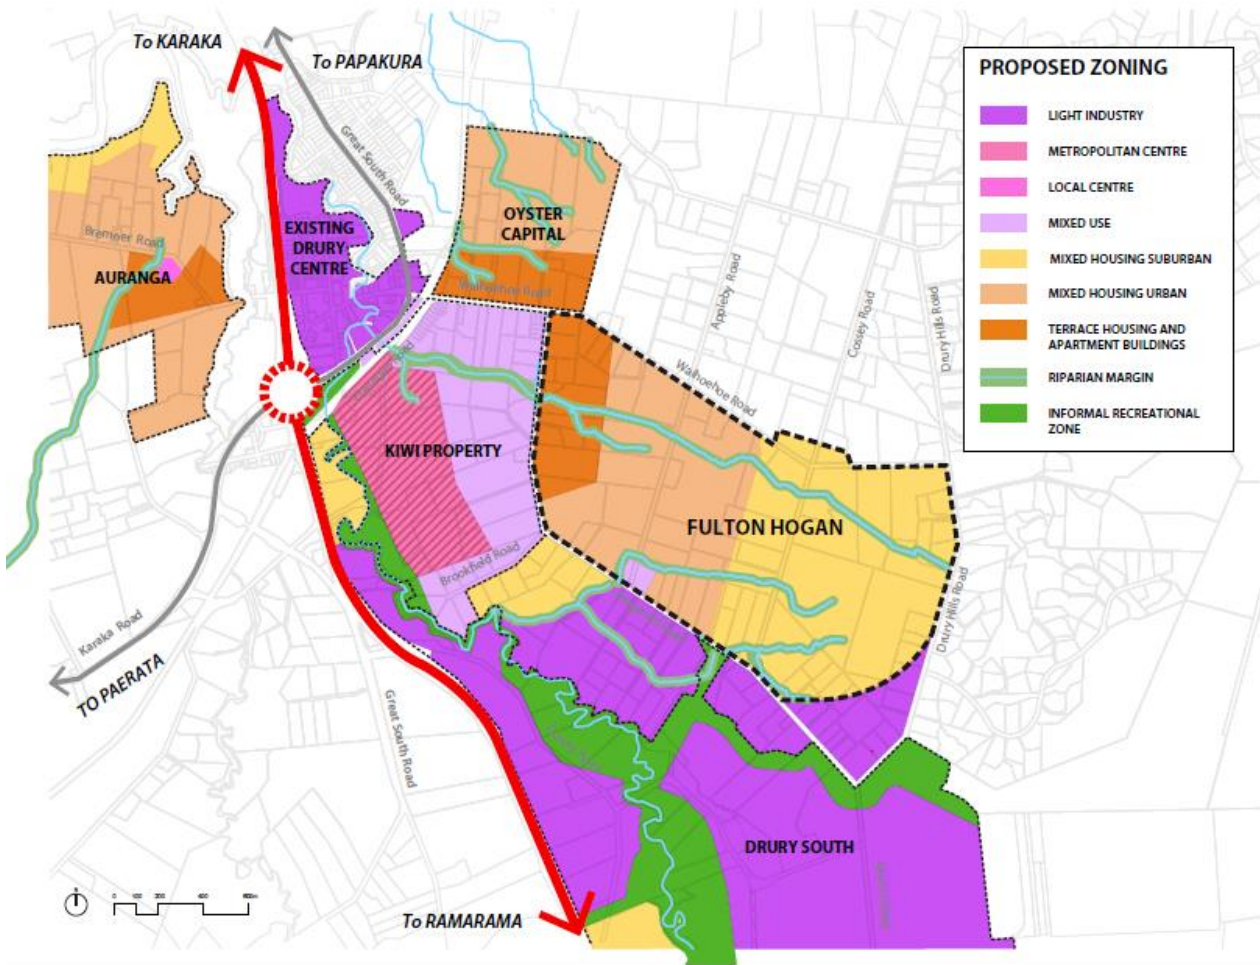 To KARAKA
To PAPAKURA
PROPOSED ZONING
LIGHT INDUSTRY
METROPOLITAN CENTRE
LOCAL CENTRE
MIXED USE
MIXED HOUSING SUBURBAN
MIXED HOUSING URBAN
TERRACE HOUSING AND
APARTMENT BUILDINGS
RIPARIAN MARGIN
INFORMAL RECREATIONAL
ZONE
Great South Road
EXISTING
DRURY
CENTRE
OYSTER
CAPITAL
Bremner Road
AURANGA
Waihoehoe Road
Appleby Road
Cossey Road
Drury Hills Road
Waihoehoe Road
KIWI PROPERTY
FULTON HOGAN
Brookfield Road
Drury Hills Road
Karaka Road
TO PAERATA
Great South Road
DRURY SOUTH
To RAMARAMA
0